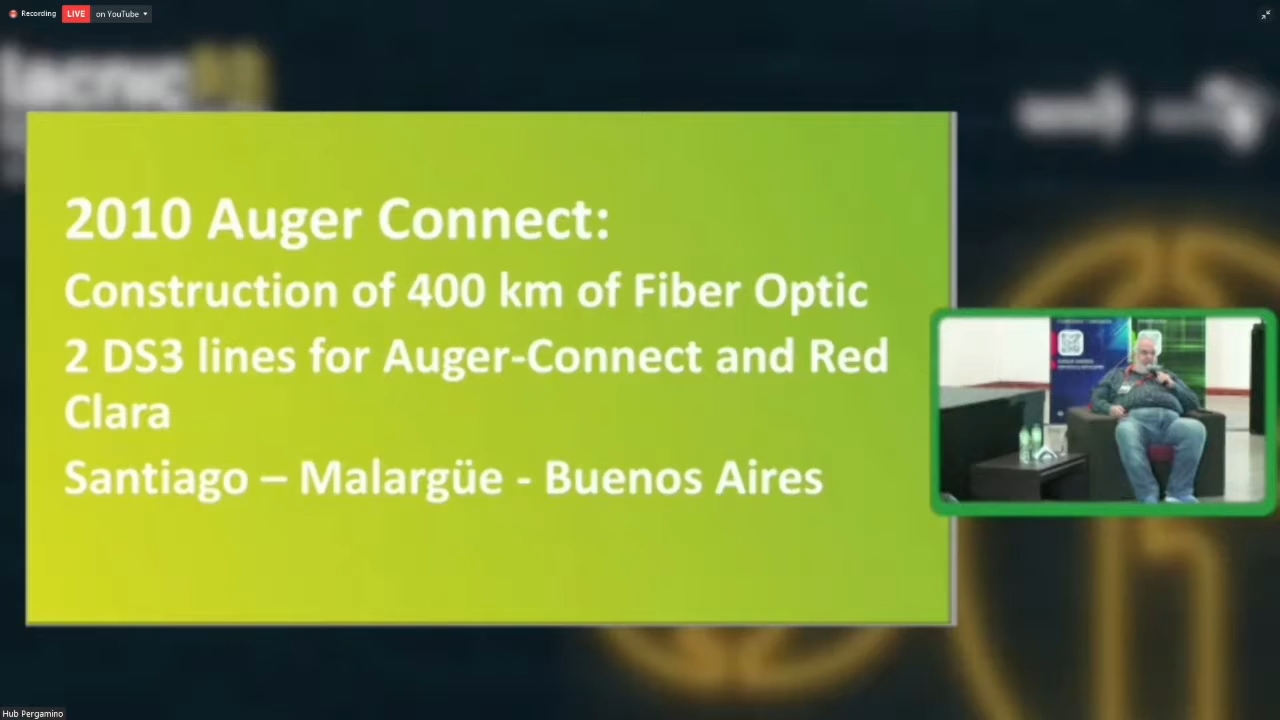 Recording LIVE on YouTube
lacnic
2010 Auger Connect:
Construction of 400 km of Fiber Optic
2 DS3 lines for Auger-Connect and Red
Clara
Santiago – Malargüe - Buenos Aires
Hub Pergamino